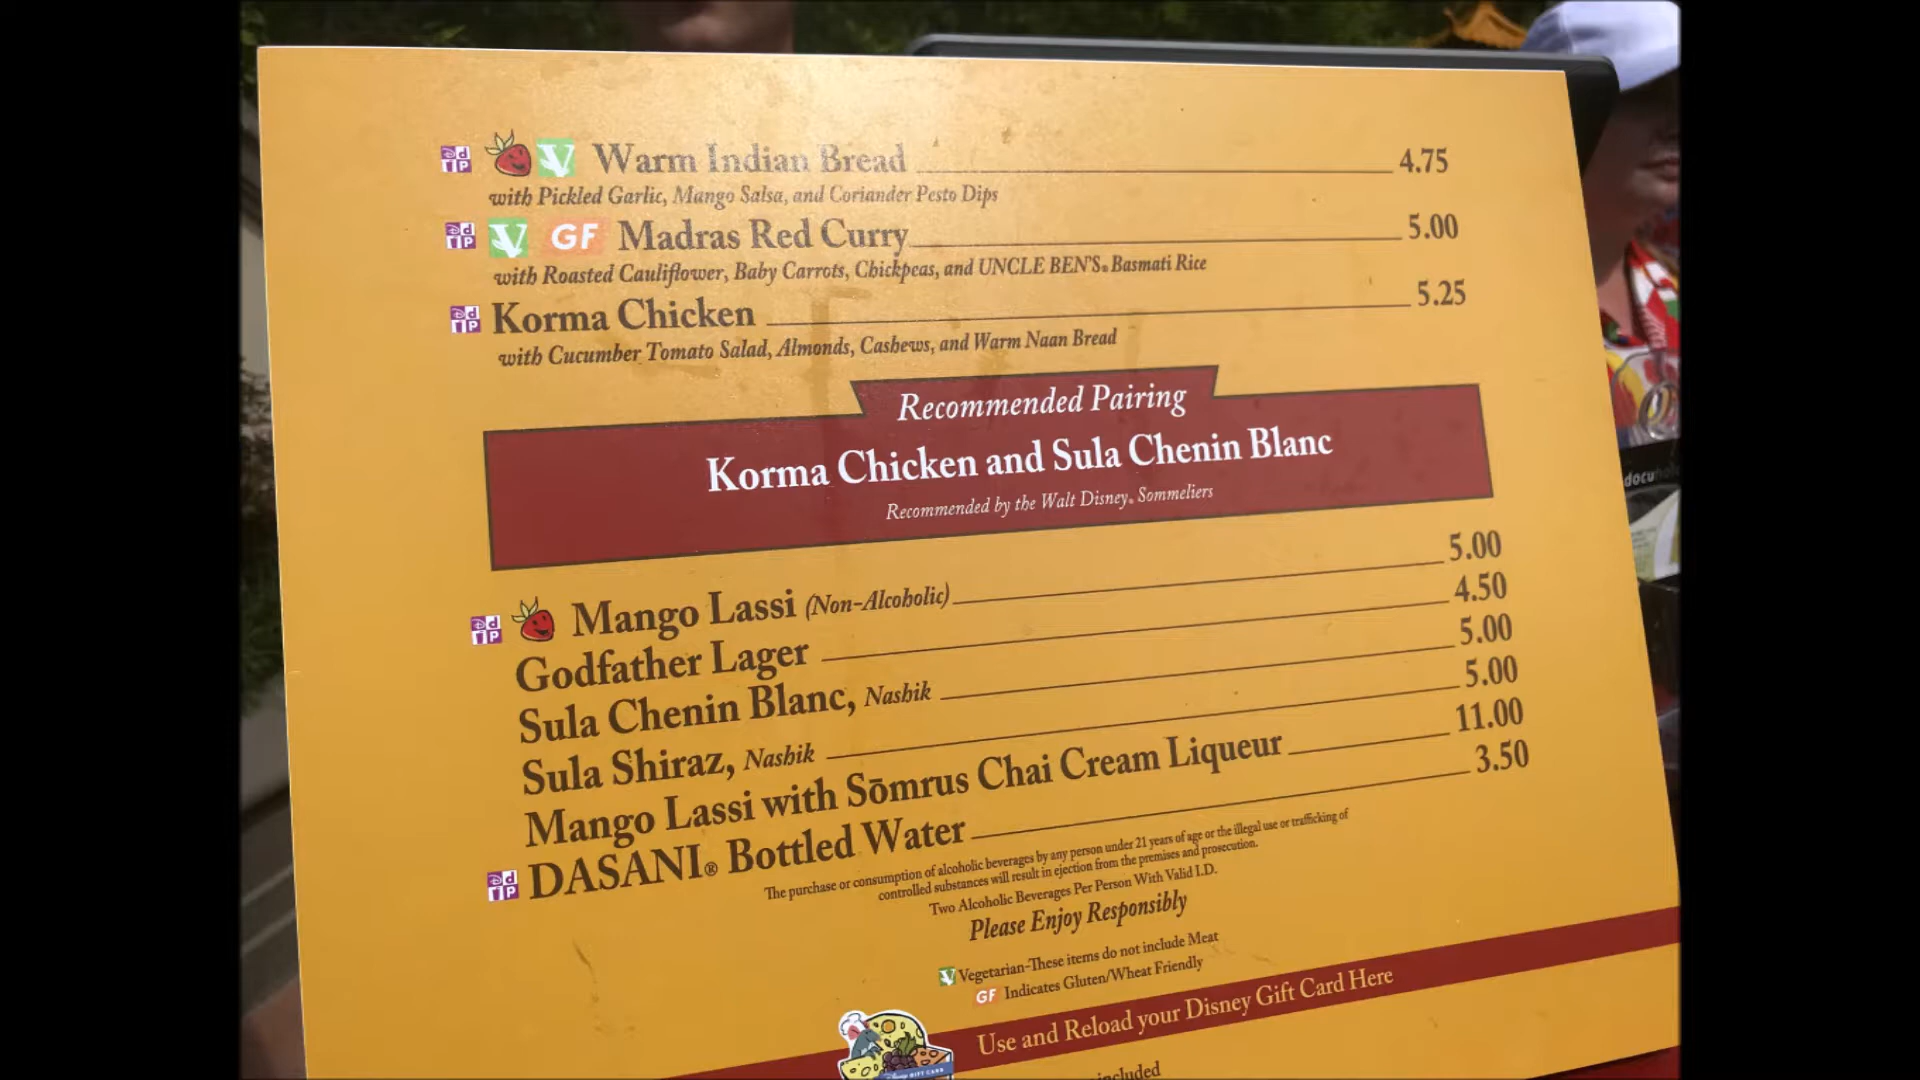 Warm Indian Bread 4.75
with Pickled Garlic, Mango Salsa, and Coriander Pesto Dips
GF Madras Red Curry 5.00
with Roasted Cauliflower, Baby Carrots, Chickpeas, and UNCLE BEN'S® Basmati Rice
Korma Chicken 5.25
with Cucumber Tomato Salad, Almonds, Cashews, and Warm Naan Bread
Recommended Pairing
Korma Chicken and Sula Chenin Blanc
Recommended by the Walt Disney® Sommeliers
Mango Lassi (Non-Alcoholic) 5.00
Godfather Lager 4.50
Sula Chenin Blanc, Nashik 5.00
Sula Shiraz, Nashik 5.00
Mango Lassi with Sōmrus Chai Cream Liqueur 11.00
DASANI® Bottled Water 3.50
The purchase or consumption of alcoholic beverages by any person under 21 years of age or the illegal use or trafficking of
controlled substances will result in ejection from the premises and prosecution.
Two Alcoholic Beverages Per Person With Valid I.D.
Please Enjoy Responsibly
V Vegetarian-These items do not include Meat
GF Indicates Gluten/Wheat Friendly
Use and Reload your Disney Gift Card Here
included